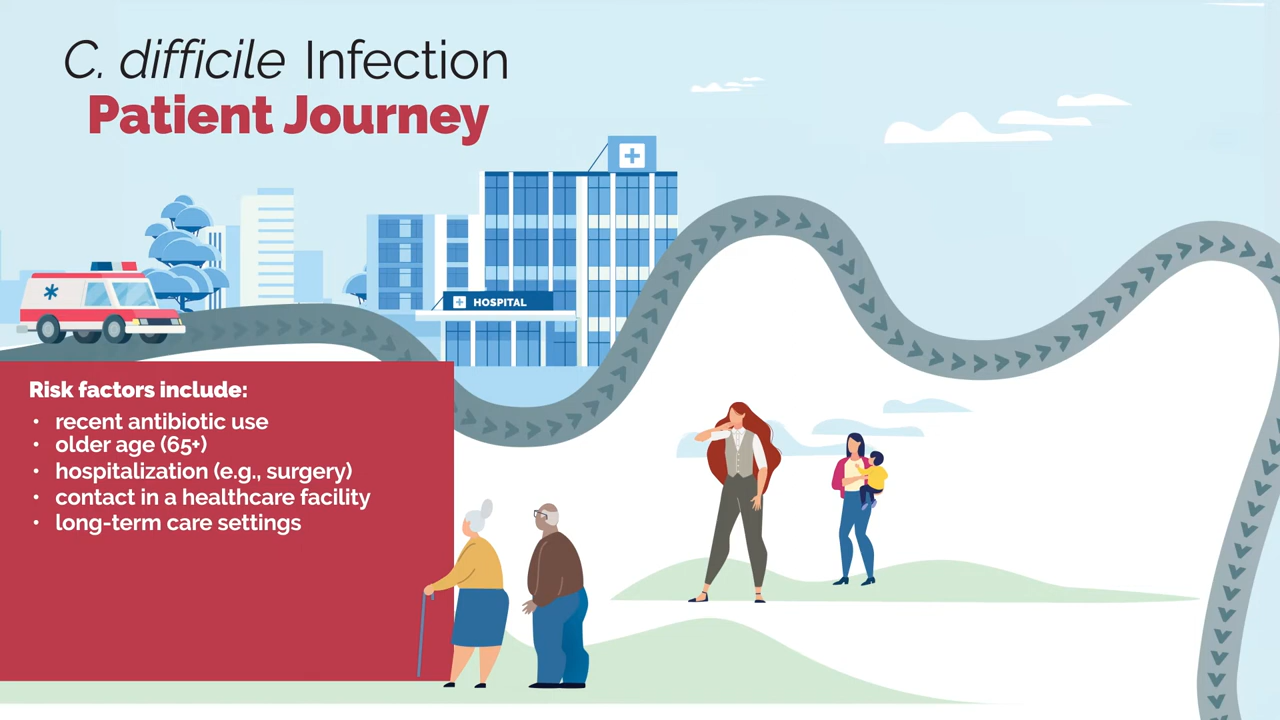 C. difficile Infection
Patient Journey
HOSPITAL
Risk factors include:
• recent antibiotic use
• older age (65+)
• hospitalization (e.g., surgery)
• contact in a healthcare facility
• long-term care settings